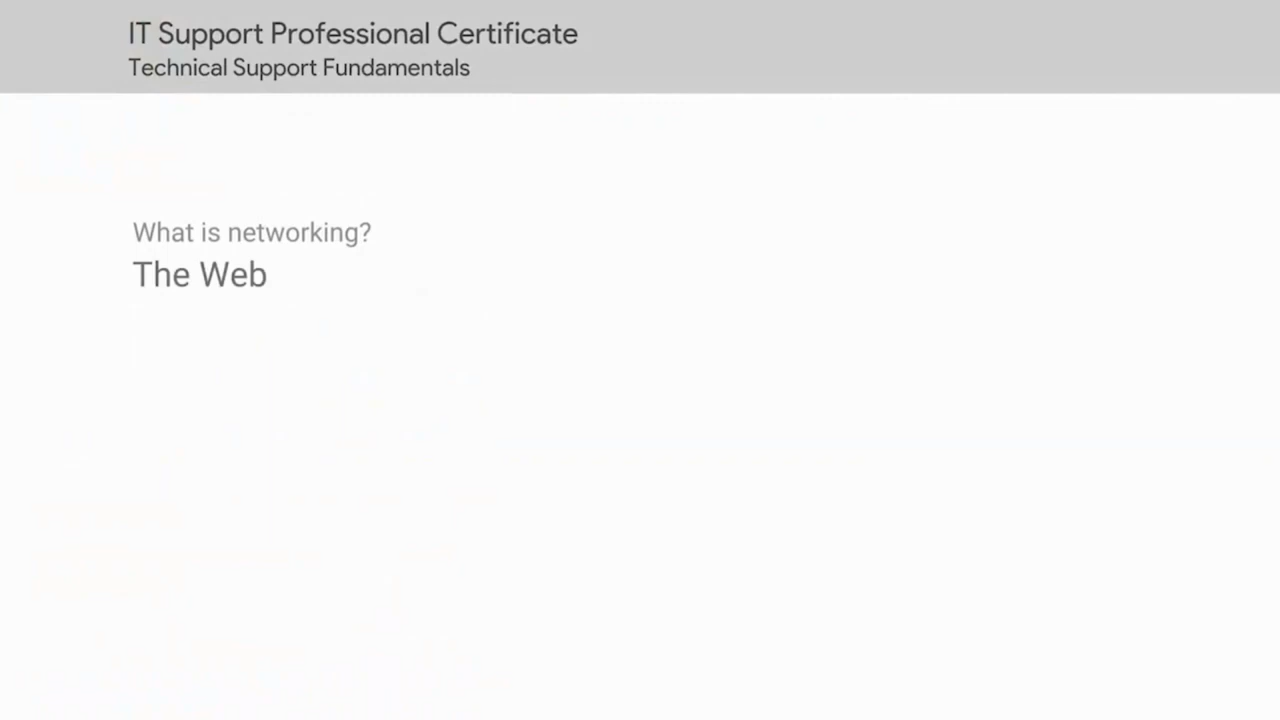 IT Support Professional Certificate
Technical Support Fundamentals
What is networking?
The Web